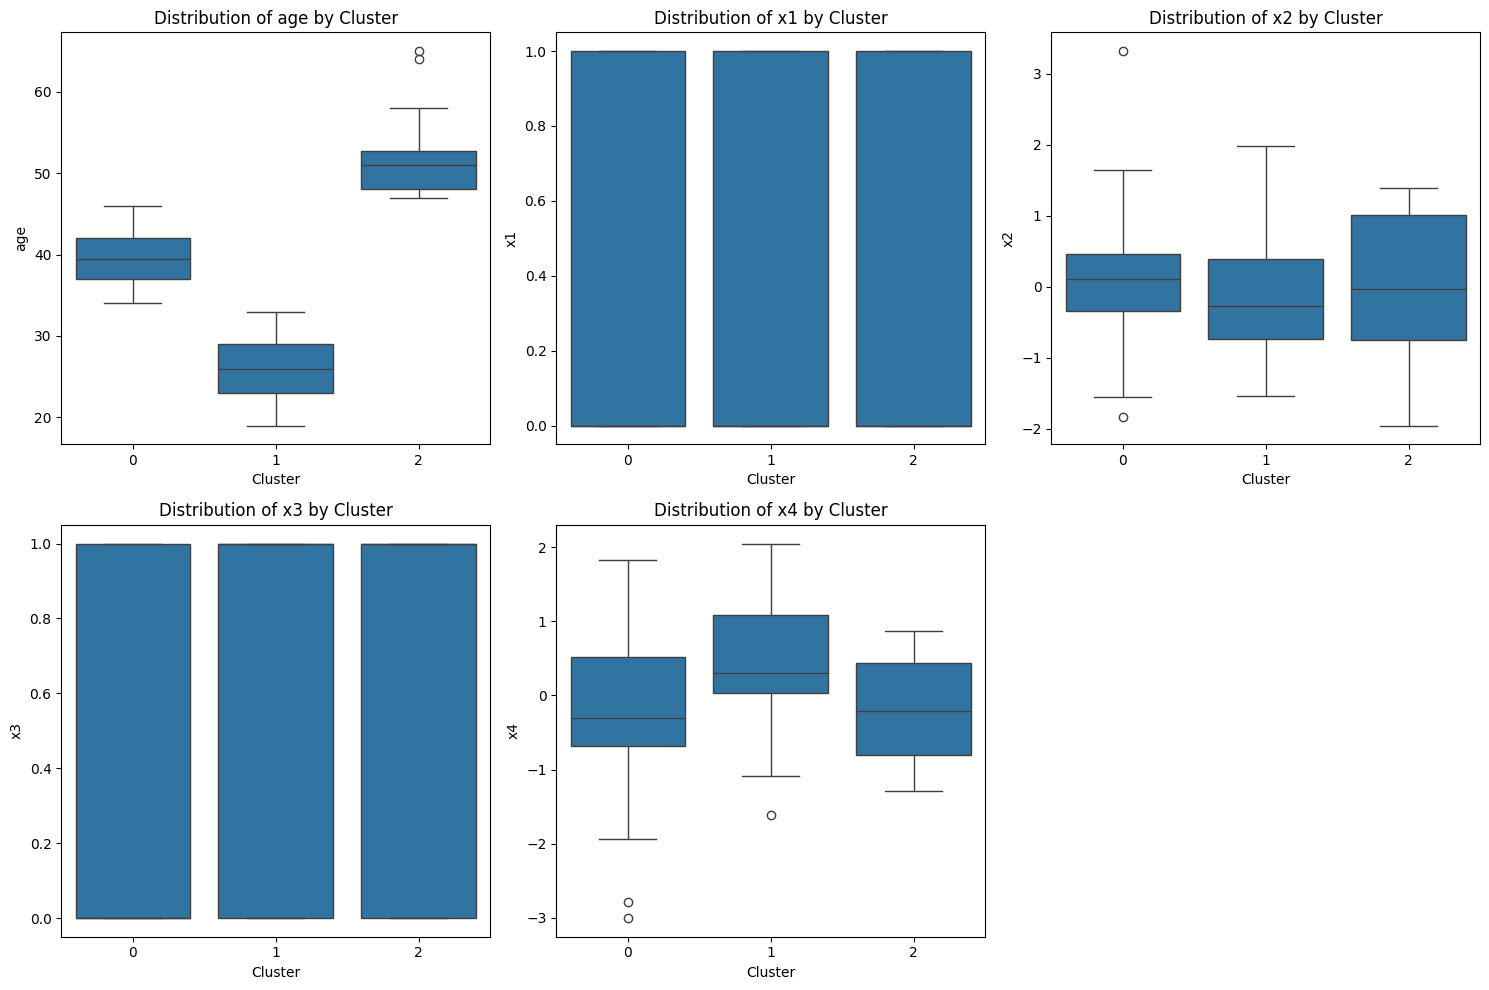 Distribution of age by Cluster
60
50
40
30
20
age
0 1 2
Cluster
Distribution of x1 by Cluster
1.0
0.8
0.6
0.4
0.2
0.0
x1
0 1 2
Cluster
Distribution of x2 by Cluster
3
2
1
0
−1
−2
x2
0 1 2
Cluster
Distribution of x3 by Cluster
1.0
0.8
0.6
0.4
0.2
0.0
x3
0 1 2
Cluster
Distribution of x4 by Cluster
2
1
0
−1
−2
−3
x4
0 1 2
Cluster